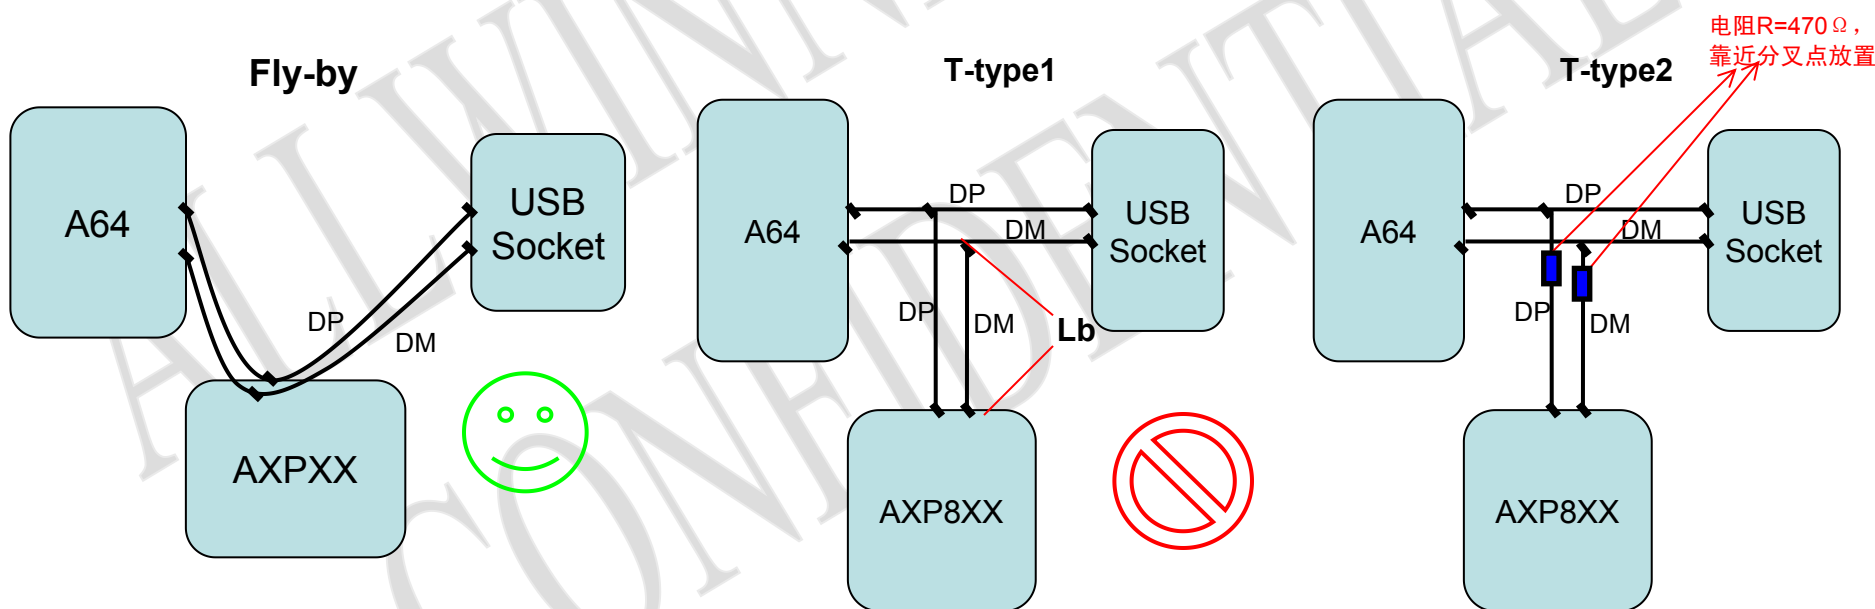 ALLWINNER
CONFIDENTIAL
Fly-by
A64
USB
Socket
DP
DM
AXPXX
T-type1
A64
DP
DM
USB
Socket
DP
DM
Lb
AXP8XX
T-type2
电阻R=470Ω，
靠近分叉点放置
A64
DP
DM
USB
Socket
DP
DM
AXP8XX